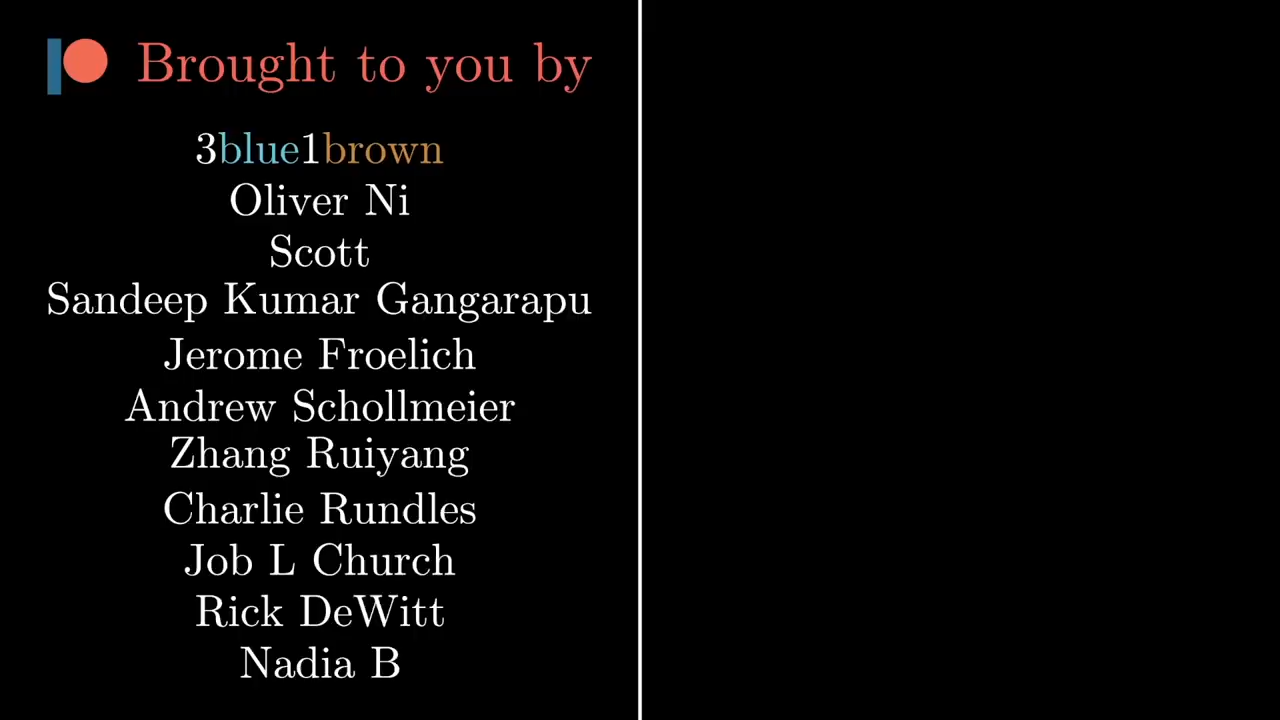 Brought to you by
3blue1brown
Oliver Ni
Scott
Sandeep Kumar Gangarapu
Jerome Froelich
Andrew Schollmeier
Zhang Ruiyang
Charlie Rundles
Job L Church
Rick DeWitt
Nadia B